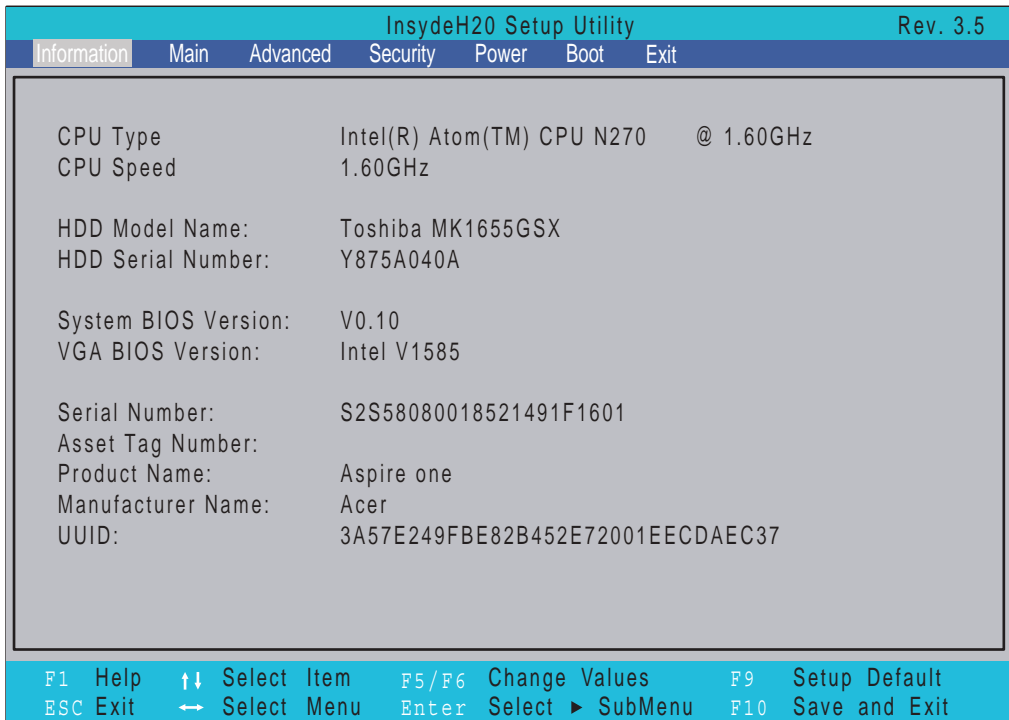 InsydeH20 Setup Utility Rev. 3.5
Information Main Advanced Security Power Boot Exit
CPU Type Intel(R) Atom(TM) CPU N270 @ 1.60GHz
CPU Speed 1.60GHz
HDD Model Name: Toshiba MK1655GSX
HDD Serial Number: Y875A040A
System BIOS Version: V0.10
VGA BIOS Version: Intel V1585
Serial Number: S2S58080018521491F1601
Asset Tag Number:
Product Name: Aspire one
Manufacturer Name: Acer
UUID: 3A57E249FBE82B452E72001EECDAEC37
F1 Help ↑↓ Select Item F5/F6 Change Values F9 Setup Default
ESC Exit ↔ Select Menu Enter Select ► SubMenu F10 Save and Exit